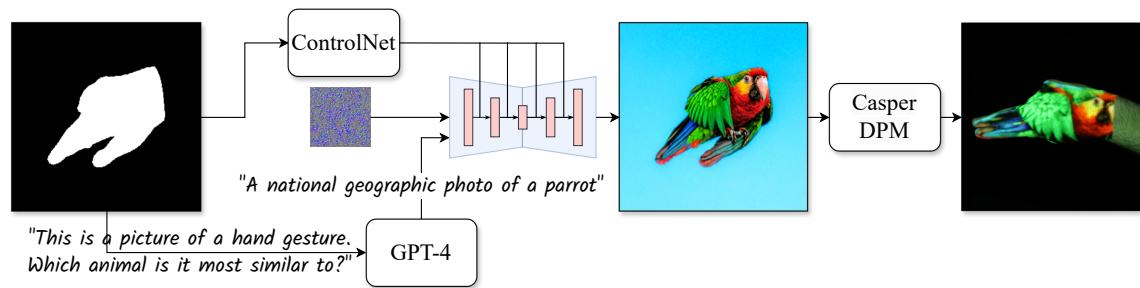 ControlNet
Casper
DPM
"A national geographic photo of a parrot"
"This is a picture of a hand gesture.
Which animal is it most similar to?"
GPT-4